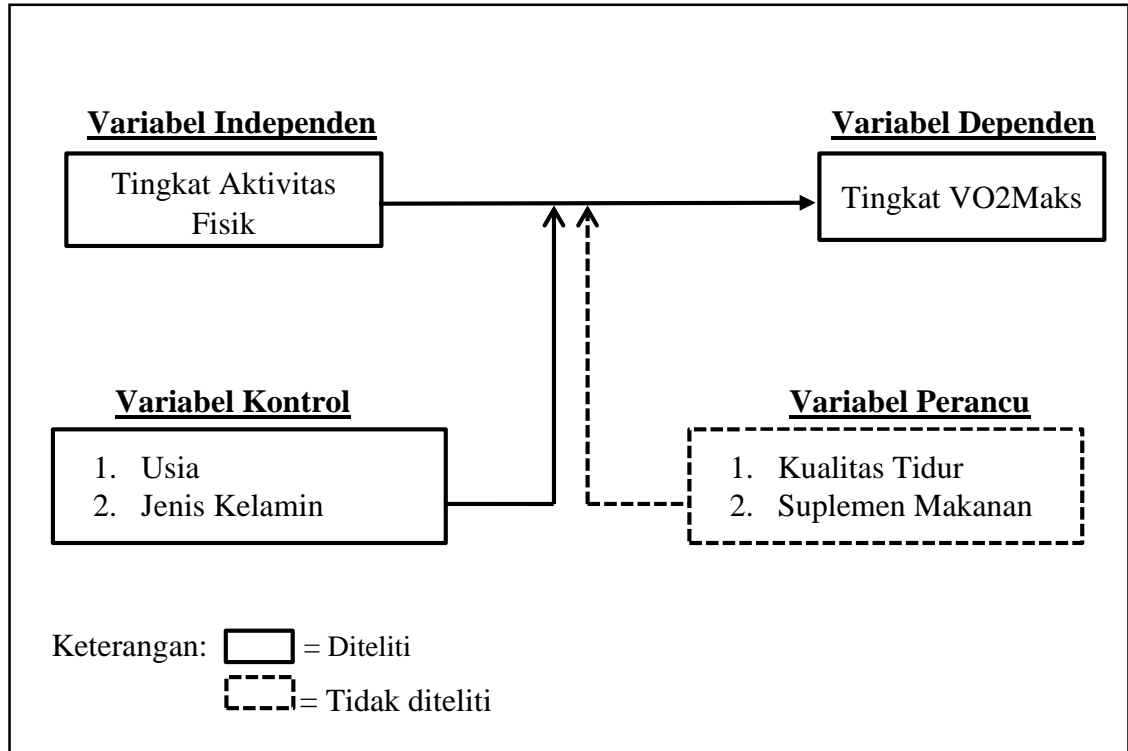 Variabel Independen
Variabel Dependen
Tingkat Aktivitas
Fisik
Tingkat VO2Maks
Variabel Kontrol
Variabel Perancu
1. Usia
2. Jenis Kelamin
1. Kualitas Tidur
2. Suplemen Makanan
Keterangan:
= Diteliti
= Tidak diteliti